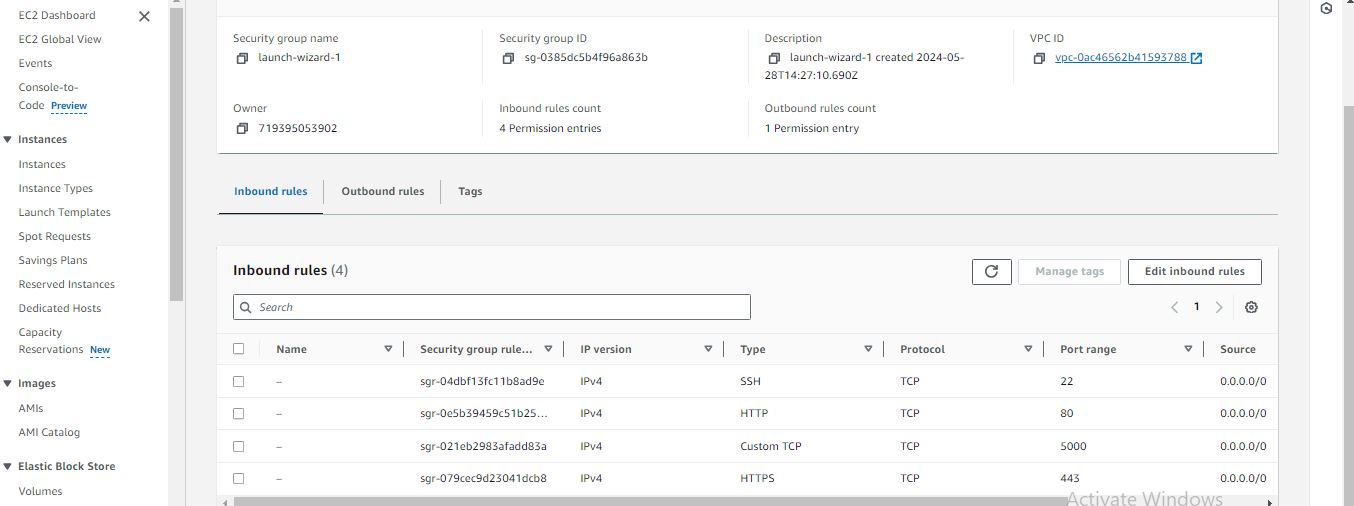 EC2 Dashboard
EC2 Global View
Events
Console-to-
Code Preview
Instances
Instances
Instance Types
Launch Templates
Spot Requests
Savings Plans
Reserved Instances
Dedicated Hosts
Capacity
Reservations New
Images
AMIs
AMI Catalog
Elastic Block Store
Volumes
Security group name
launch-wizard-1
Security group ID
sg-0385dc5b4f96a863b
Description
launch-wizard-1 created 2024-05-
28T14:27:10.690Z
VPC ID
vpc-0ac46562b41593788
Owner
719395053902
Inbound rules count
4 Permission entries
Outbound rules count
1 Permission entry
Inbound rules Outbound rules Tags
Inbound rules (4)
Manage tags Edit inbound rules
Search
1
Name Security group rule... IP version Type Protocol Port range Source
– sgr-04dbf13fc11b8ad9e IPv4 SSH TCP 22 0.0.0.0/0
– sgr-0e5b39459c51b25... IPv4 HTTP TCP 80 0.0.0.0/0
– sgr-021eb2983afadd83a IPv4 Custom TCP TCP 5000 0.0.0.0/0
– sgr-079cec9d23041dcb8 IPv4 HTTPS TCP 443 0.0.0.0/0
Activate Windows